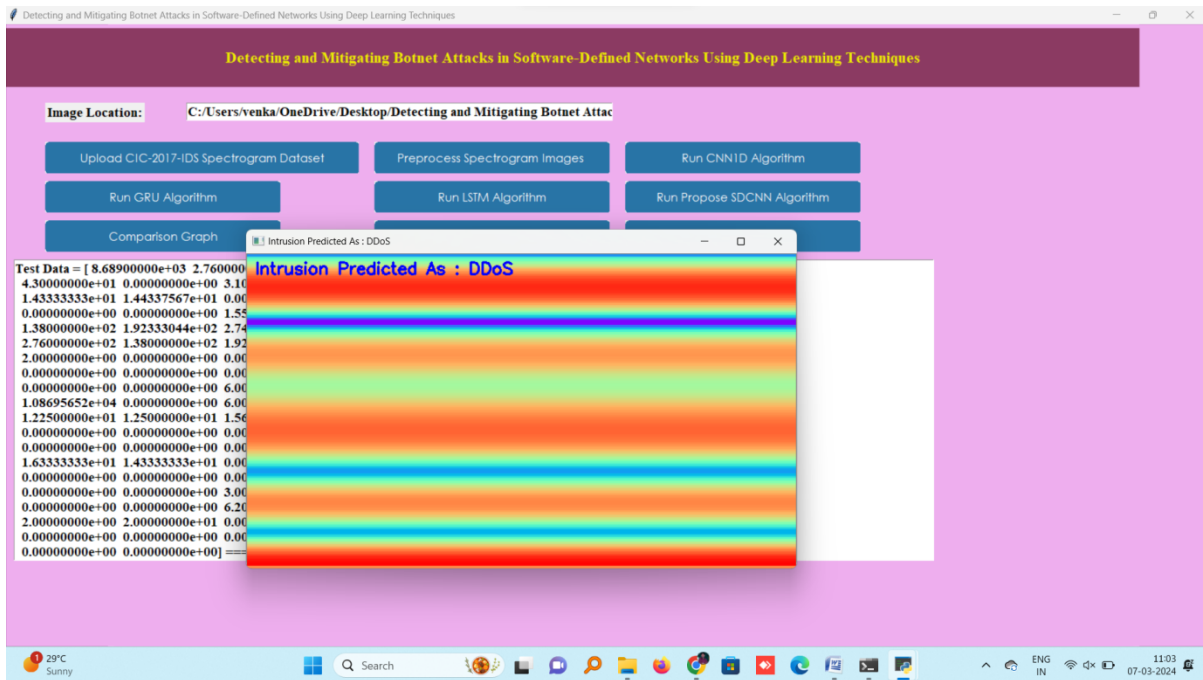 Detecting and Mitigating Botnet Attacks in Software-Defined Networks Using Deep Learning Techniques
Detecting and Mitigating Botnet Attacks in Software-Defined Networks Using Deep Learning Techniques
Image Location: C:/Users/venka/OneDrive/Desktop/Detecting and Mitigating Botnet Attac
Upload CIC-2017-IDS Spectrogram Dataset Preprocess Spectrogram Images Run CNN1D Algorithm
Run GRU Algorithm Run LSTM Algorithm Run Propose SDCNN Algorithm
Comparison Graph
Intrusion Predicted As : DDoS
Intrusion Predicted As : DDoS
Test Data = [ 8.68900000e+03 2.760000
4.30000000e+01 0.00000000e+00 3.10
1.43333333e+01 1.44337567e+01 0.00
0.00000000e+00 0.00000000e+00 1.55
1.38000000e+02 1.92333044e+02 2.74
2.76000000e+02 1.38000000e+02 1.92
2.00000000e+00 0.00000000e+00 0.00
0.00000000e+00 0.00000000e+00 0.00
0.00000000e+00 0.00000000e+00 6.00
1.08695652e+04 0.00000000e+00 6.00
1.22500000e+01 1.25000000e+01 1.56
0.00000000e+00 0.00000000e+00 0.00
0.00000000e+00 0.00000000e+00 0.00
1.63333333e+01 1.43333333e+01 0.00
0.00000000e+00 0.00000000e+00 0.00
0.00000000e+00 0.00000000e+00 3.00
0.00000000e+00 0.00000000e+00 6.20
2.00000000e+00 2.00000000e+01 0.00
0.00000000e+00 0.00000000e+00 0.00
0.00000000e+00 0.00000000e+00] ===
1
29°C
Sunny
Search
ENG
IN
11:03
07-03-2024